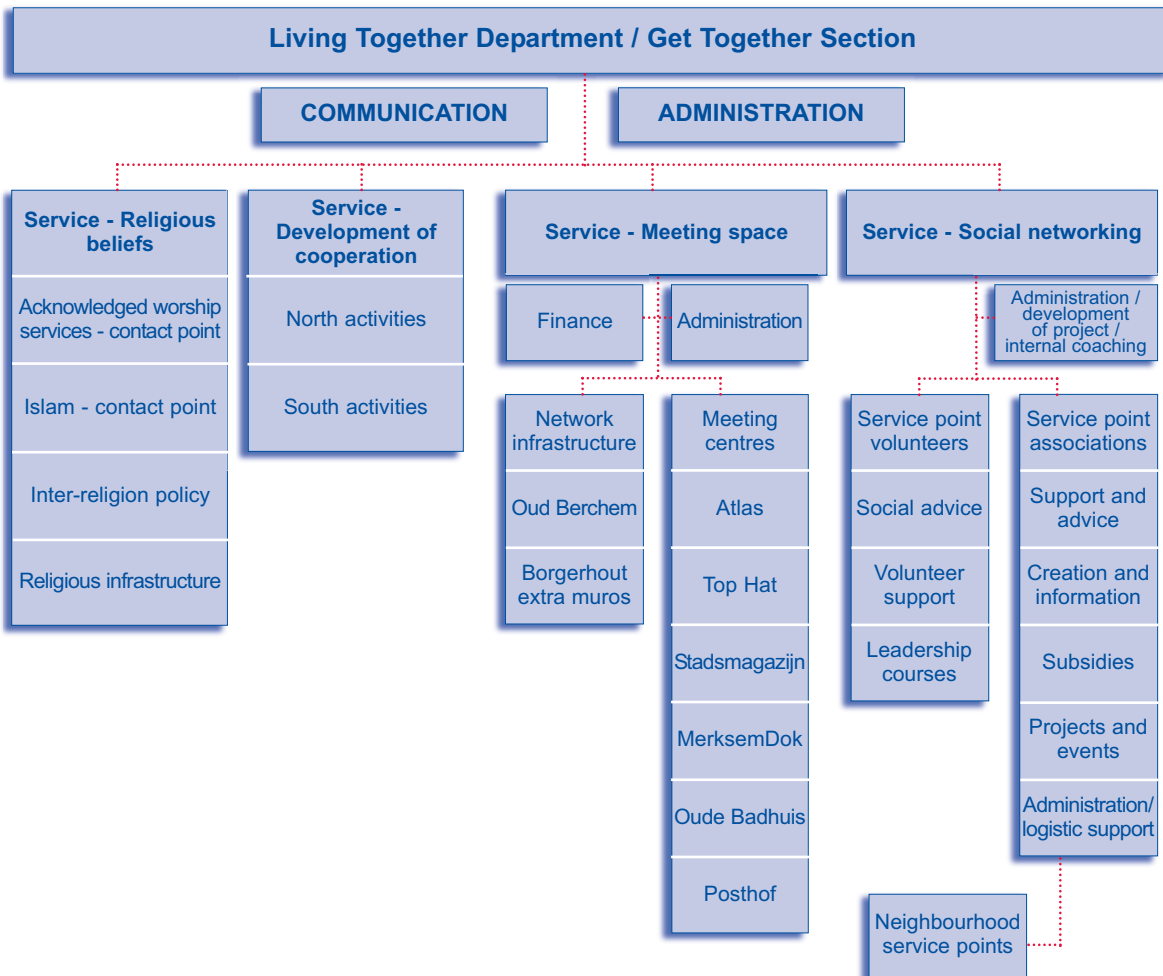 Living Together Department / Get Together Section
COMMUNICATION
ADMINISTRATION
Service - Religious
beliefs
Acknowledged worship
services - contact point
Islam - contact point
Inter-religion policy
Religious infrastructure
Service -
Development of
cooperation
North activities
South activities
Service - Meeting space
Finance
Administration
Network
infrastructure
Oud Berchem
Borgerhout
extra muros
Meeting
centres
Atlas
Top Hat
Stadsmagazijn
MerksemDok
Oude Badhuis
Posthof
Service - Social networking
Administration /
development
of project /
internal coaching
Service point
volunteers
Social advice
Volunteer
support
Leadership
courses
Service point
associations
Support and
advice
Creation and
information
Subsidies
Projects and
events
Administration/
logistic support
Neighbourhood
service points